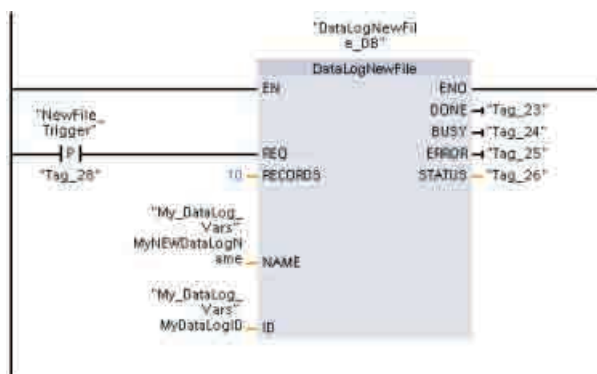 "DataLogNewFil
e_DB"
DataLogNewFile
EN
ENO
DONE
"Tag_23"
BUSY
"Tag_24"
"NewFile_
Trigger"
P
"Tag_28"
REQ
ERROR
"Tag_25"
10
RECORDS
STATUS
"Tag_26"
"My_DataLog_
Vars"
MyNEWDataLogN
ame
NAME
"My_DataLog_
Vars"
MyDataLogID
ID